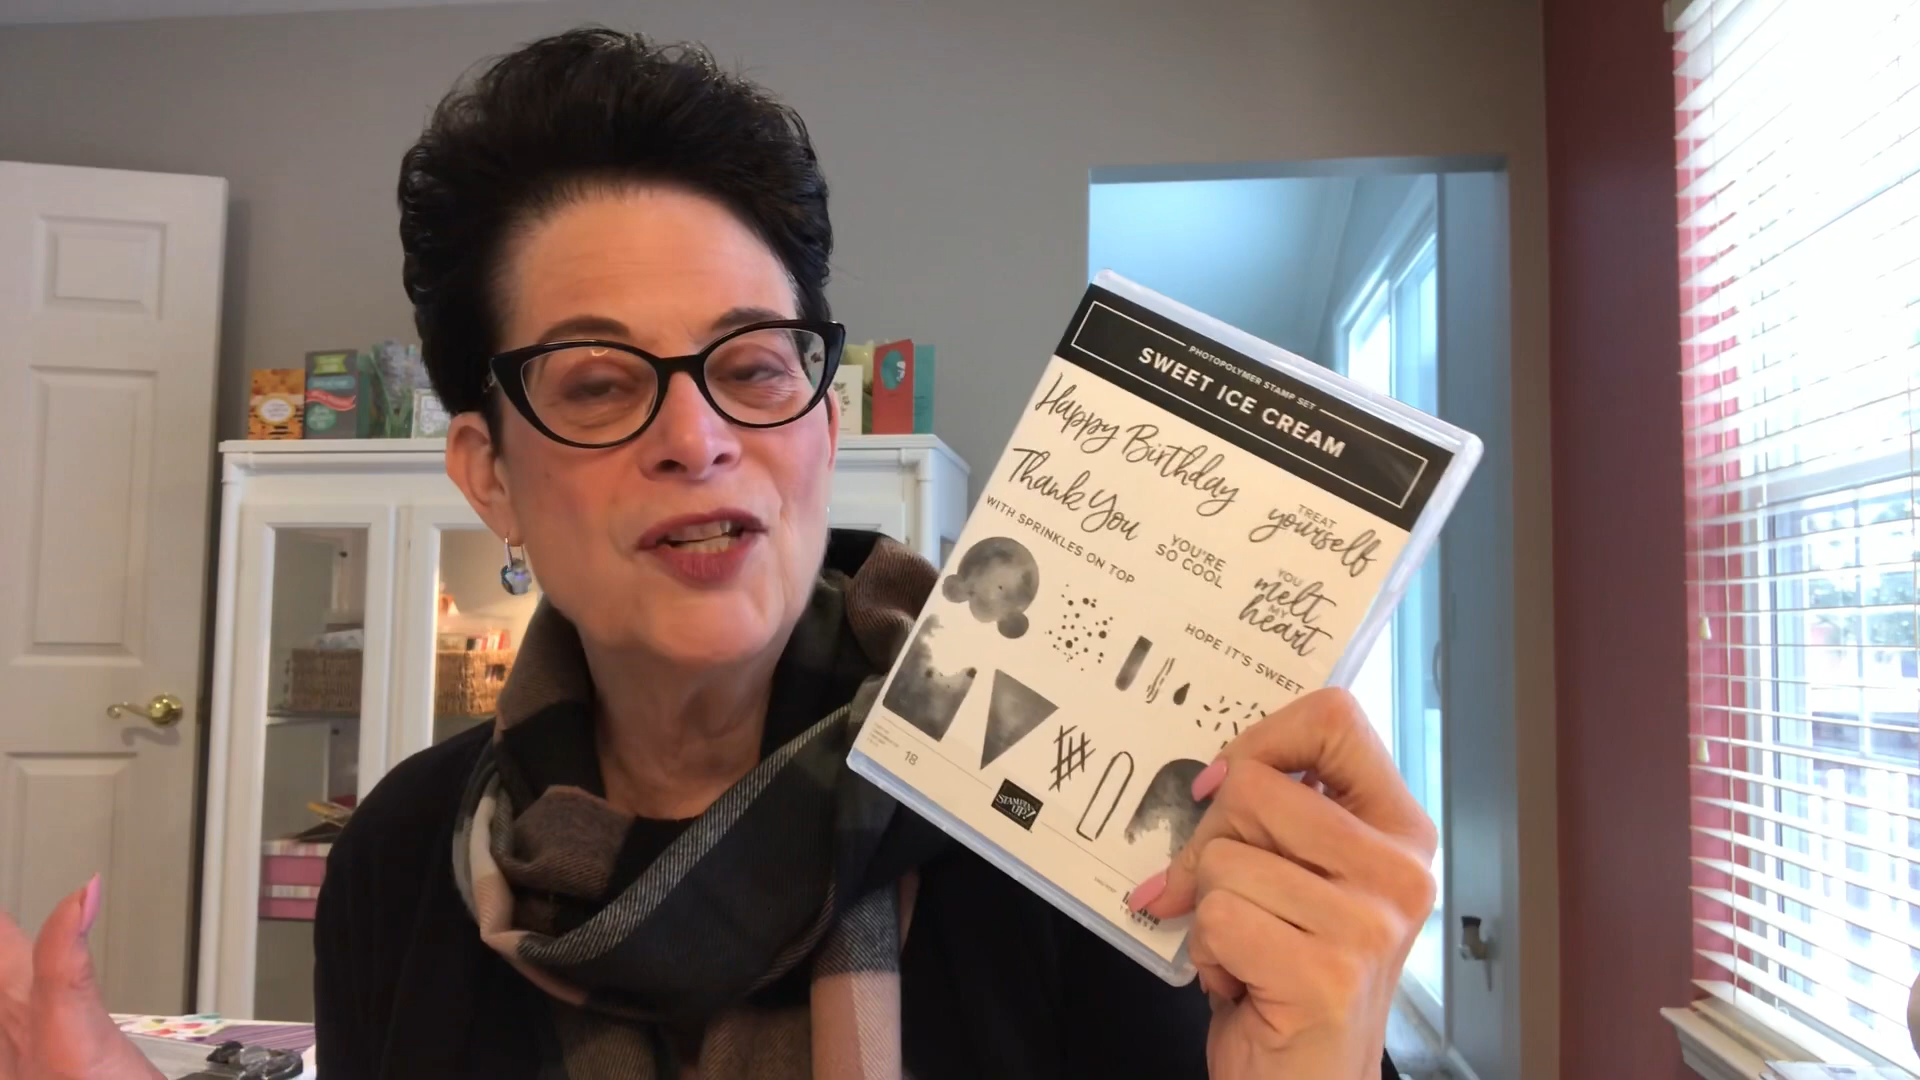 PHOTOPOLYMER STAMP SET
SWEET ICE CREAM
Happy Birthday
Thank You
WITH SPRINKLES ON TOP
TREAT
yourself
YOU'RE
SO COOL
YOU
melt
MY
heart
HOPE IT'S SWEET
18
STAMPIN'
UP!